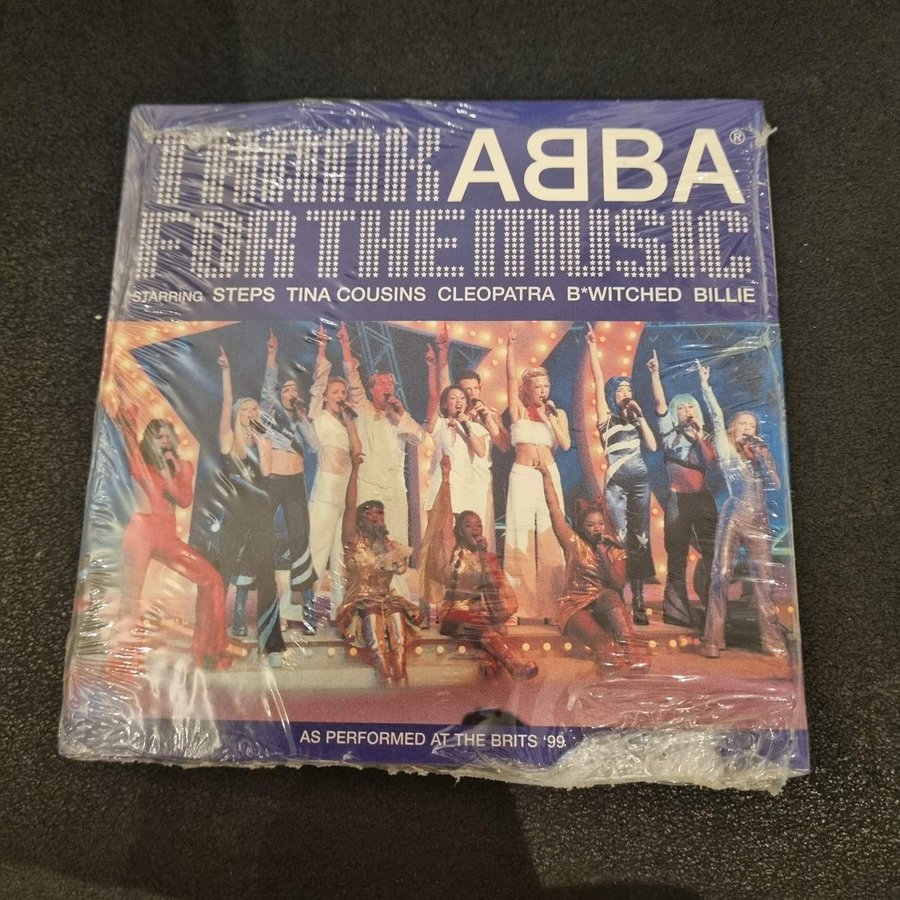 THANK ABBA®
FOR THE MUSIC
STARRING STEPS TINA COUSINS CLEOPATRA B*WITCHED BILLIE
AS PERFORMED AT THE BRITS '99